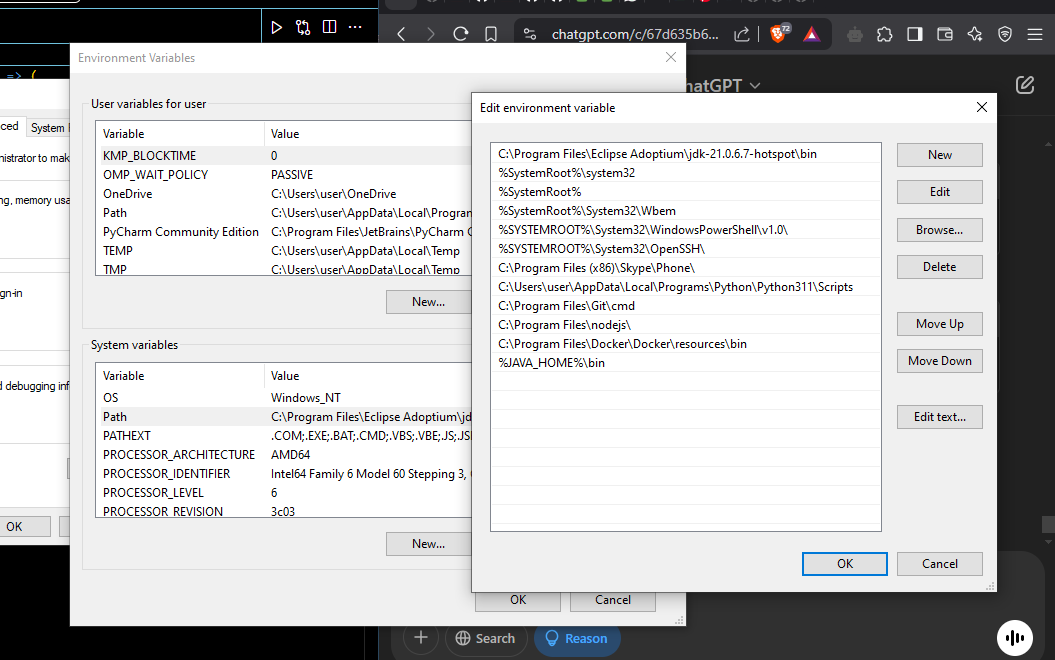 chatgpt.com/c/67d635b6...
72
=> (
Environment Variables
hatGPT
User variables for user
Variable Value
KMP_BLOCKTIME 0
OMP_WAIT_POLICY PASSIVE
OneDrive C:\Users\user\OneDrive
Path C:\Users\user\AppData\Local\Progran
PyCharm Community Edition C:\Program Files\JetBrains\PyCharm C
TEMP C:\Users\user\AppData\Local\Temp
TMP C:\Users\user\AppData\Local\Temp
New...
System variables
Variable Value
OS Windows_NT
Path C:\Program Files\Eclipse Adoptium\jd
PATHEXT .COM;.EXE;.BAT;.CMD;.VBS;.VBE;.JS;.JS
PROCESSOR_ARCHITECTURE AMD64
PROCESSOR_IDENTIFIER Intel64 Family 6 Model 60 Stepping 3,
PROCESSOR_LEVEL 6
PROCESSOR_REVISION 3c03
New...
OK Cancel
Edit environment variable
C:\Program Files\Eclipse Adoptium\jdk-21.0.6.7-hotspot\bin
%SystemRoot%\system32
%SystemRoot%
%SystemRoot%\System32\Wbem
%SYSTEMROOT%\System32\WindowsPowerShell\v1.0\
%SYSTEMROOT%\System32\OpenSSH\
C:\Program Files (x86)\Skype\Phone\
C:\Users\user\AppData\Local\Programs\Python\Python311\Scripts
C:\Program Files\Git\cmd
C:\Program Files\nodejs\
C:\Program Files\Docker\Docker\resources\bin
%JAVA_HOME%\bin
New
Edit
Browse...
Delete
Move Up
Move Down
Edit text...
OK Cancel
ced System
nistrator to mak
ng, memory usa
gn-in
d debugging inf
OK
Search Reason